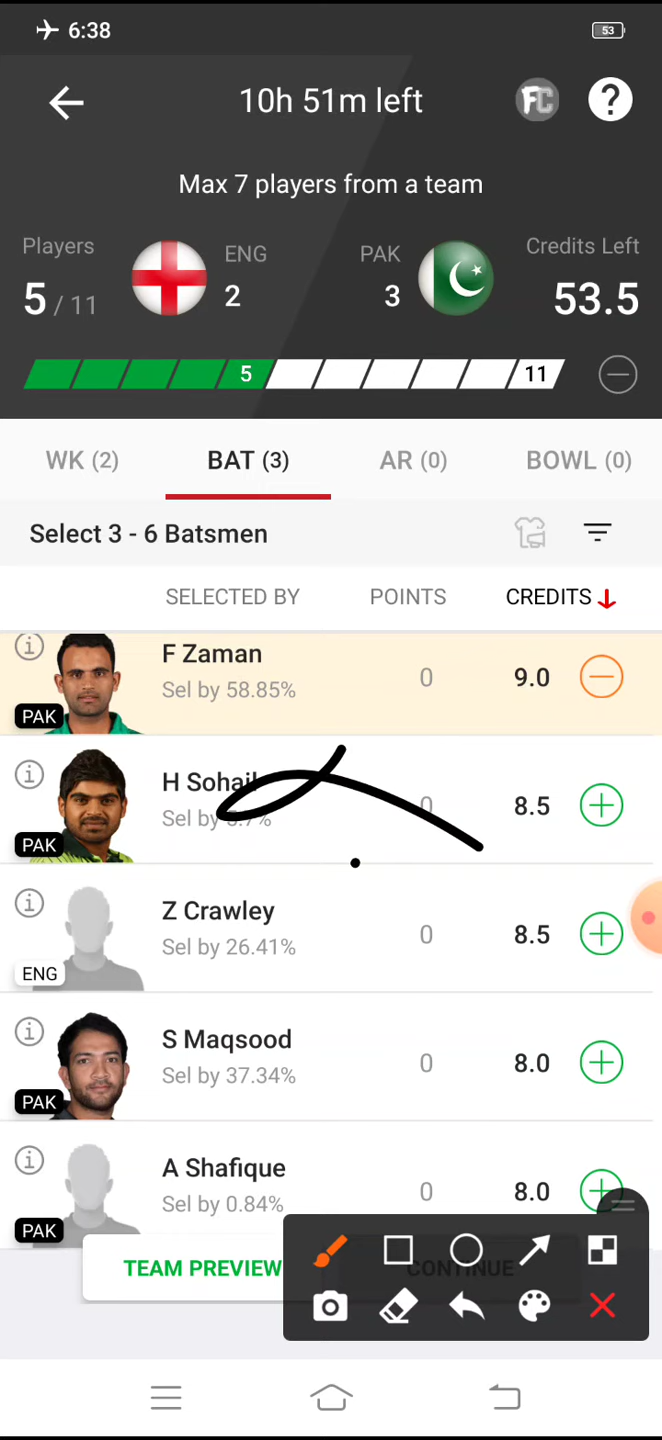 6:38
53
10h 51m left
FC
?
Max 7 players from a team
Players
ENG
PAK
Credits Left
5 / 11
2
3
53.5
5
11
WK (2)
BAT (3)
AR (0)
BOWL (0)
Select 3 - 6 Batsmen
SELECTED BY
POINTS
CREDITS
F Zaman
Sel by 58.85%
0
9.0
PAK
H Sohail
Sel by
0
8.5
PAK
Z Crawley
Sel by 26.41%
0
8.5
ENG
S Maqsood
Sel by 37.34%
0
8.0
PAK
A Shafique
Sel by 0.84%
0
8.0
PAK
TEAM PREVIEW
CONTINUE